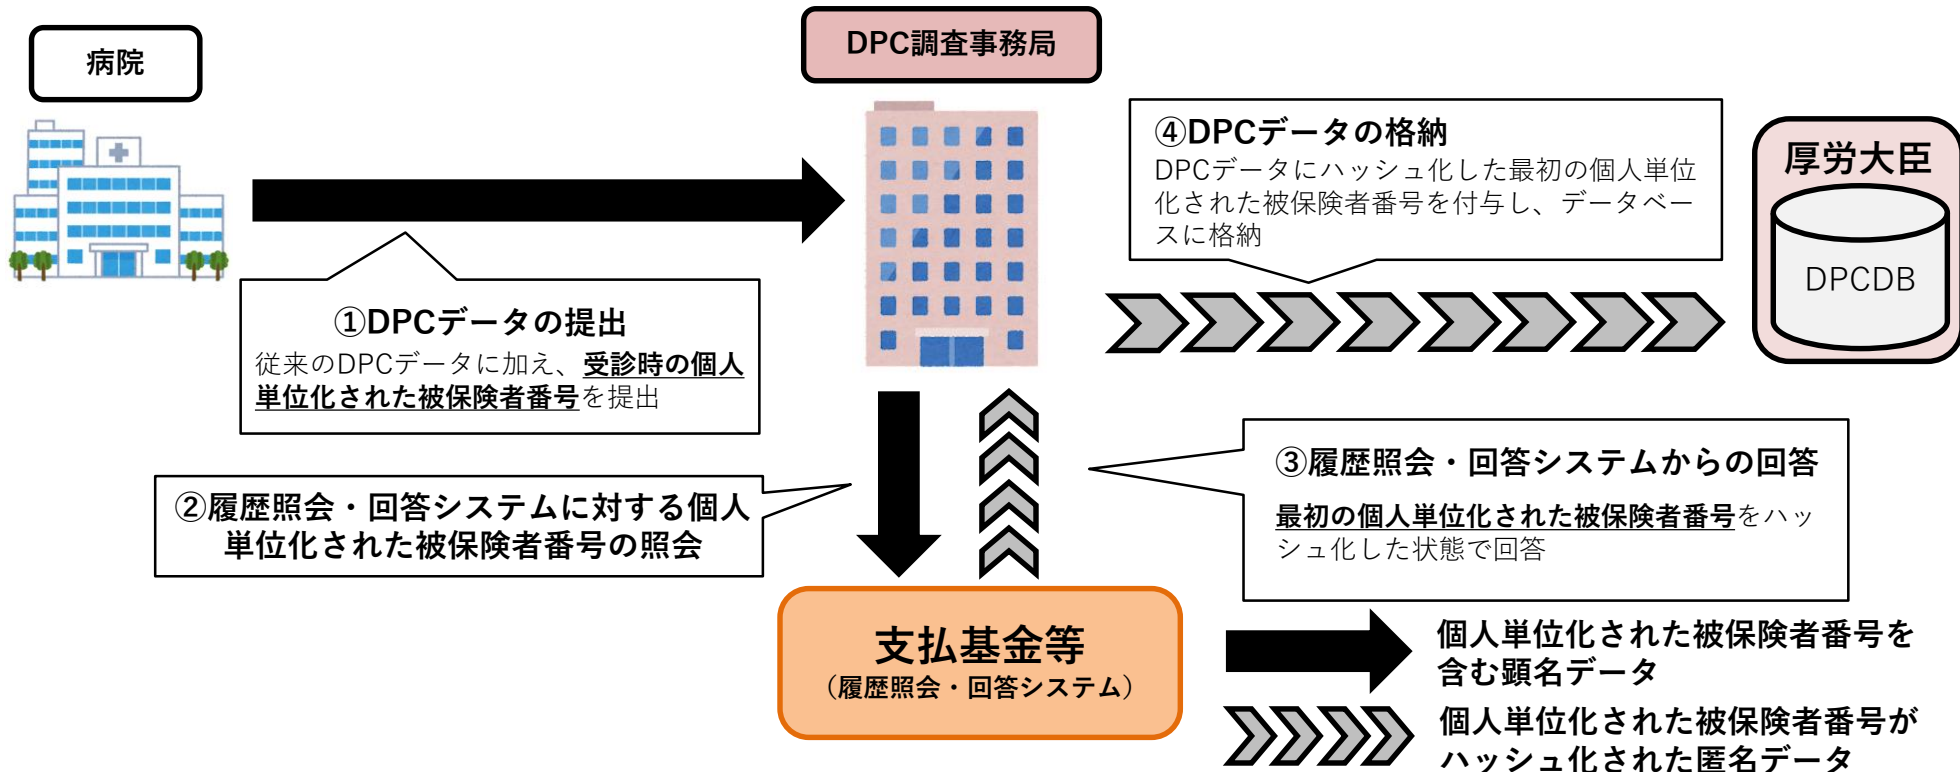 病院
DPC調査事務局
④DPCデータの格納
DPCデータにハッシュ化した最初の個人単位
化された被保険者番号を付与し、データベー
スに格納
厚労大臣
DPCDB
①DPCデータの提出
従来のDPCデータに加え、受診時の個人
単位化された被保険者番号を提出
②履歴照会・回答システムに対する個人
単位化された被保険者番号の照会
③履歴照会・回答システムからの回答
最初の個人単位化された被保険者番号をハッ
シュ化した状態で回答
支払基金等
（履歴照会・回答システム）
個人単位化された被保険者番号を
含む顕名データ
個人単位化された被保険者番号が
ハッシュ化された匿名データ